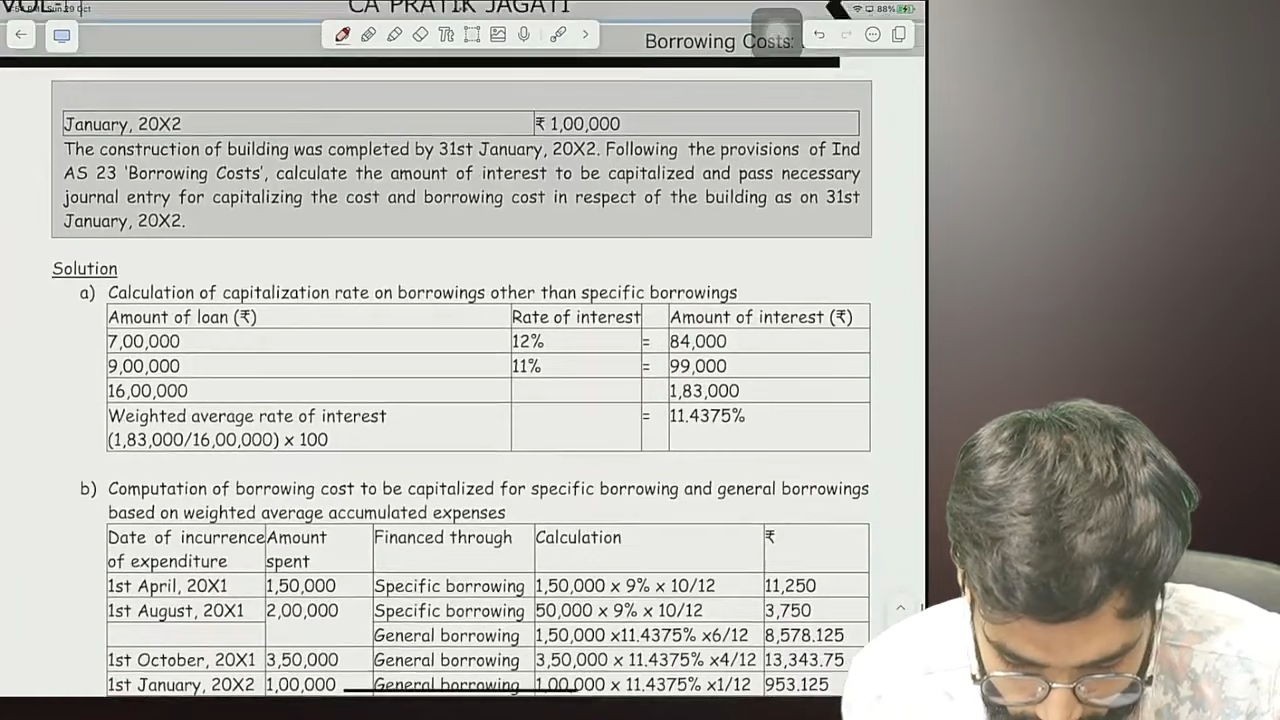 CA PRATIK JAGATI
Sun 29 Oct
88%
Borrowing Costs:
January, 20X2 ₹ 1,00,000
The construction of building was completed by 31st January, 20X2. Following the provisions of Ind
AS 23 ‘Borrowing Costs’, calculate the amount of interest to be capitalized and pass necessary
journal entry for capitalizing the cost and borrowing cost in respect of the building as on 31st
January, 20X2.
Solution
a) Calculation of capitalization rate on borrowings other than specific borrowings
Amount of loan (₹) Rate of interest Amount of interest (₹)
7,00,000 12% = 84,000
9,00,000 11% = 99,000
16,00,000 1,83,000
Weighted average rate of interest = 11.4375%
(1,83,000/16,00,000) x 100
b) Computation of borrowing cost to be capitalized for specific borrowing and general borrowings
based on weighted average accumulated expenses
Date of incurrence Amount Financed through Calculation ₹
of expenditure spent
1st April, 20X1 1,50,000 Specific borrowing 1,50,000 x 9% x 10/12 11,250
1st August, 20X1 2,00,000 Specific borrowing 50,000 x 9% x 10/12 3,750
General borrowing 1,50,000 x11.4375% x6/12 8,578.125
1st October, 20X1 3,50,000 General borrowing 3,50,000 x 11.4375% x4/12 13,343.75
1st January, 20X2 1,00,000 General borrowing 1,00,000 x 11.4375% x1/12 953.125